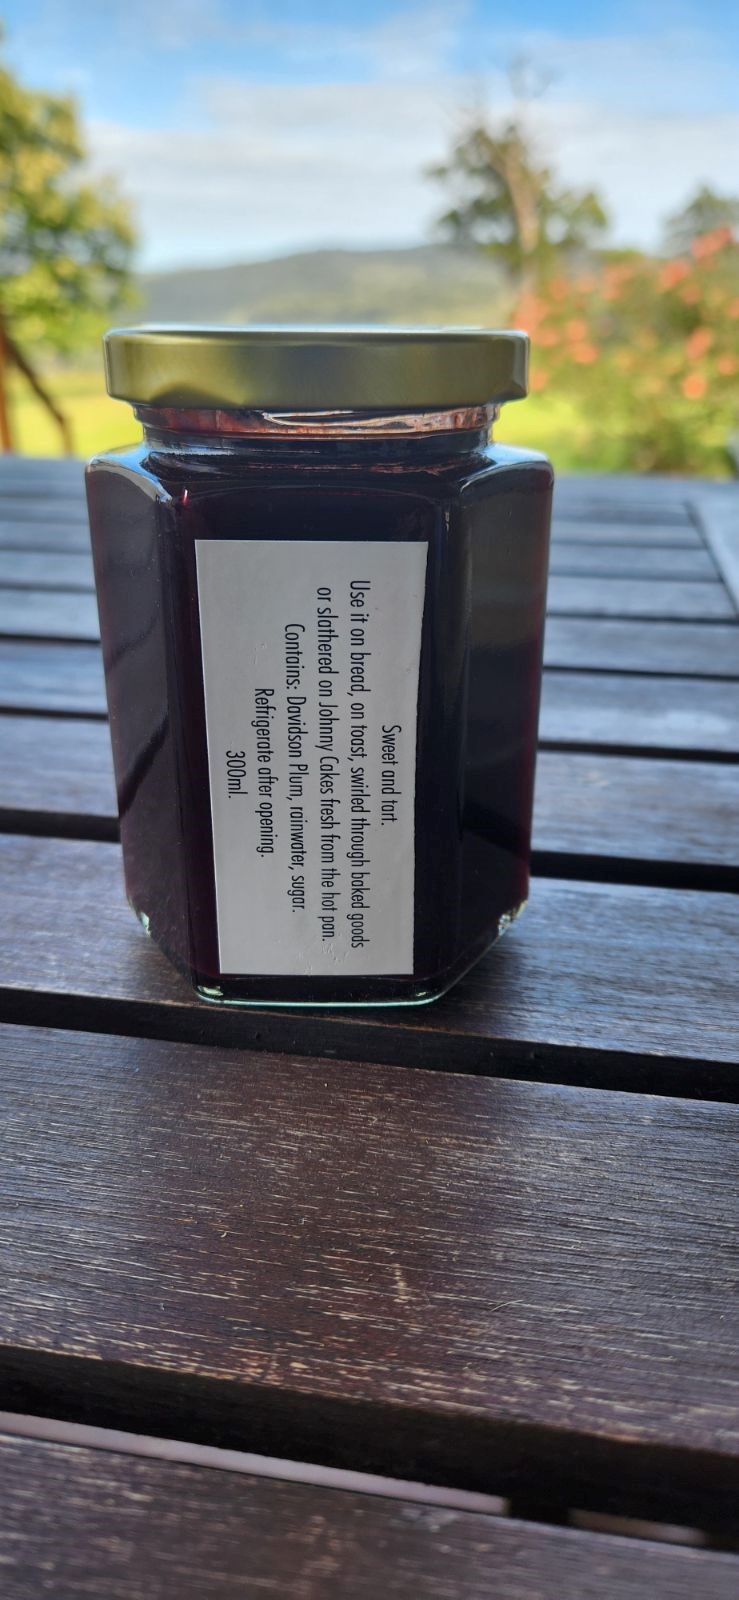 Sweet and tart.
Use it on bread, on toast, swirled through baked goods
or slathered on Johnny Cakes fresh from the hot pan.
Contains: Davidson Plum, rainwater, sugar.
Refrigerate after opening.
300ml.